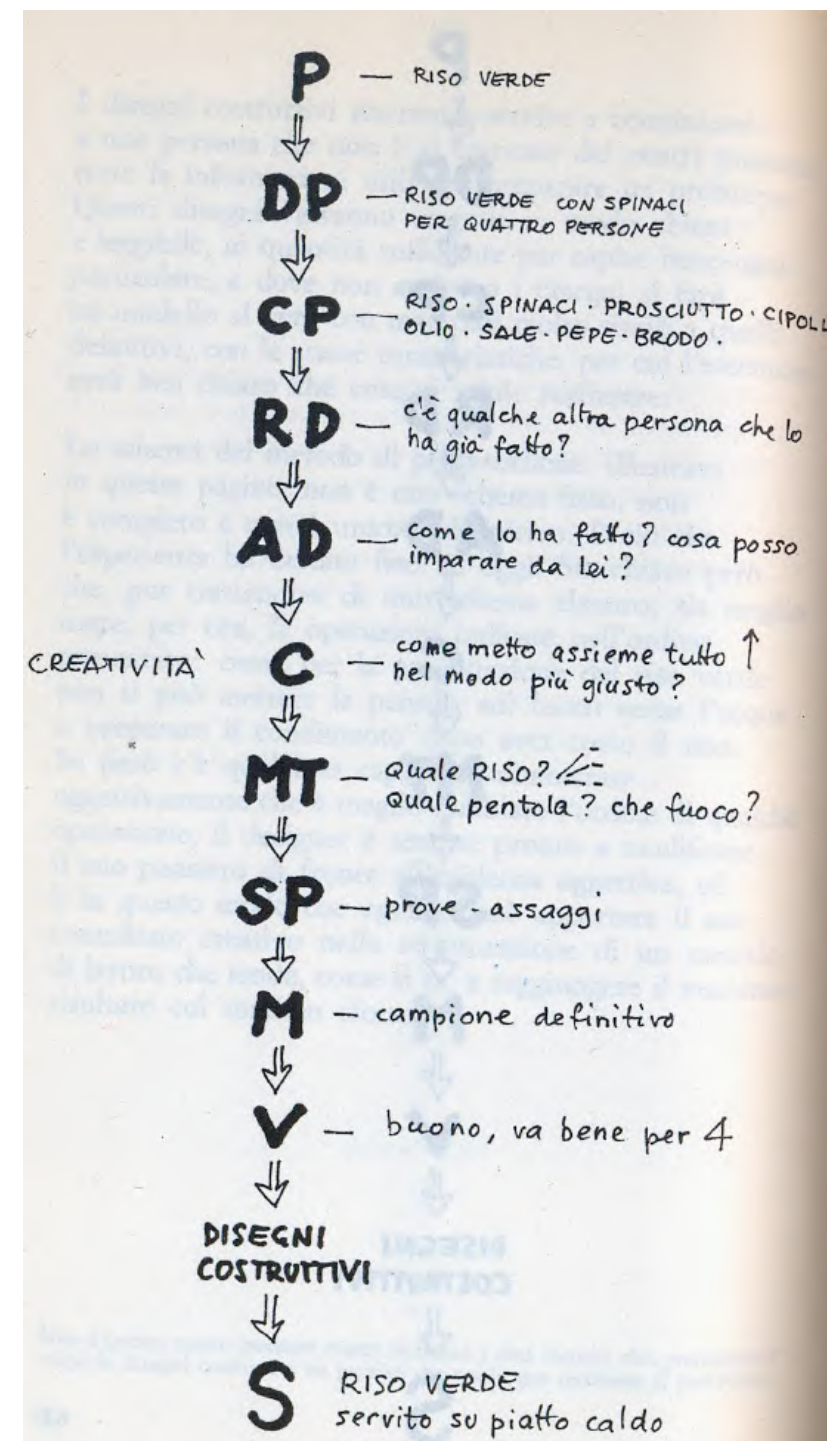 P — RISO VERDE
DP — RISO VERDE CON SPINACI
PER QUATTRO PERSONE
CP — RISO · SPINACI PROSCIUTTO · CIPOLL
OLIO · SALE · PEPE · BRODO ·
RD — c'è qualche altra persona che lo
ha già fatto?
AD — come lo ha fatto? cosa posso
imparare da lei?
CREATIVITÀ C — come metto assieme tutto
nel modo più giusto?
MT — Quale RISO?
Quale pentola? che fuoco?
SP — prove, assaggi
M — campione definitivo
V — buono, va bene per 4
DISEGNI
COSTRUTTIVI
S RISO VERDE
servito su piatto caldo